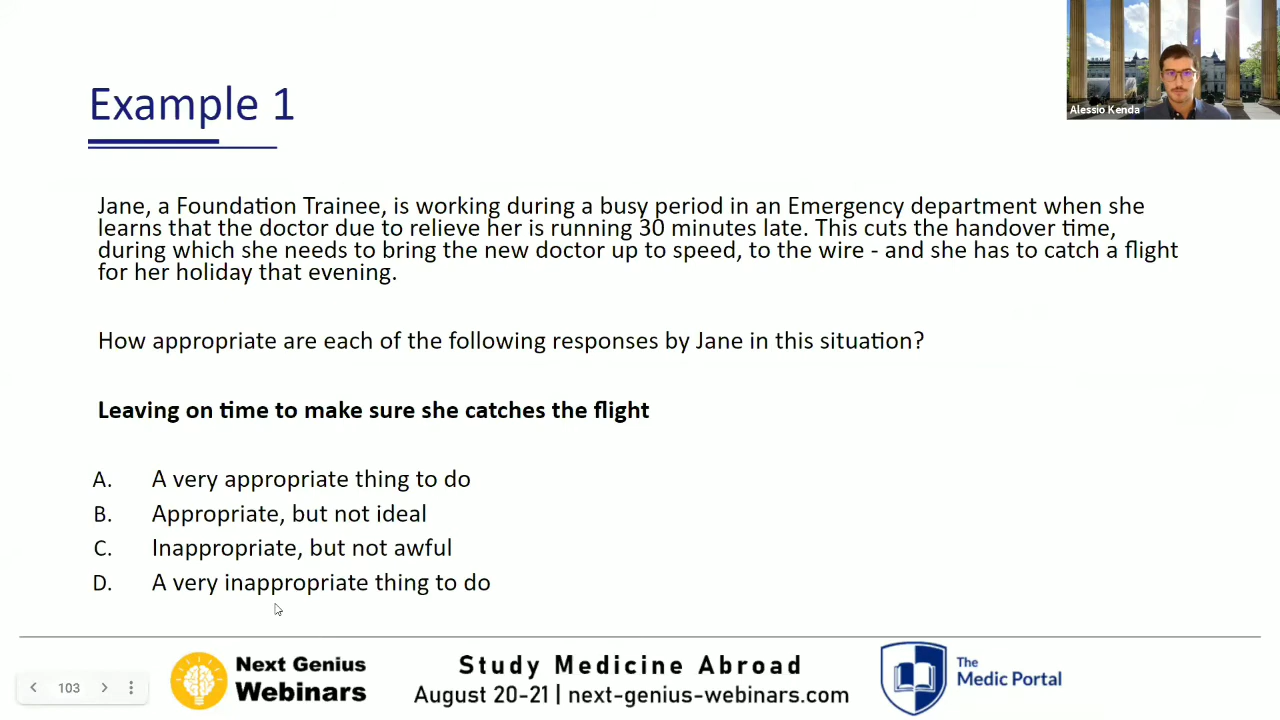 Alessio Kenda
Example 1
Jane, a Foundation Trainee, is working during a busy period in an Emergency department when she
learns that the doctor due to relieve her is running 30 minutes late. This cuts the handover time,
during which she needs to bring the new doctor up to speed, to the wire - and she has to catch a flight
for her holiday that evening.
How appropriate are each of the following responses by Jane in this situation?
Leaving on time to make sure she catches the flight
A. A very appropriate thing to do
B. Appropriate, but not ideal
C. Inappropriate, but not awful
D. A very inappropriate thing to do
103
Next Genius
Webinars
Study Medicine Abroad
August 20-21 | next-genius-webinars.com
The
Medic Portal